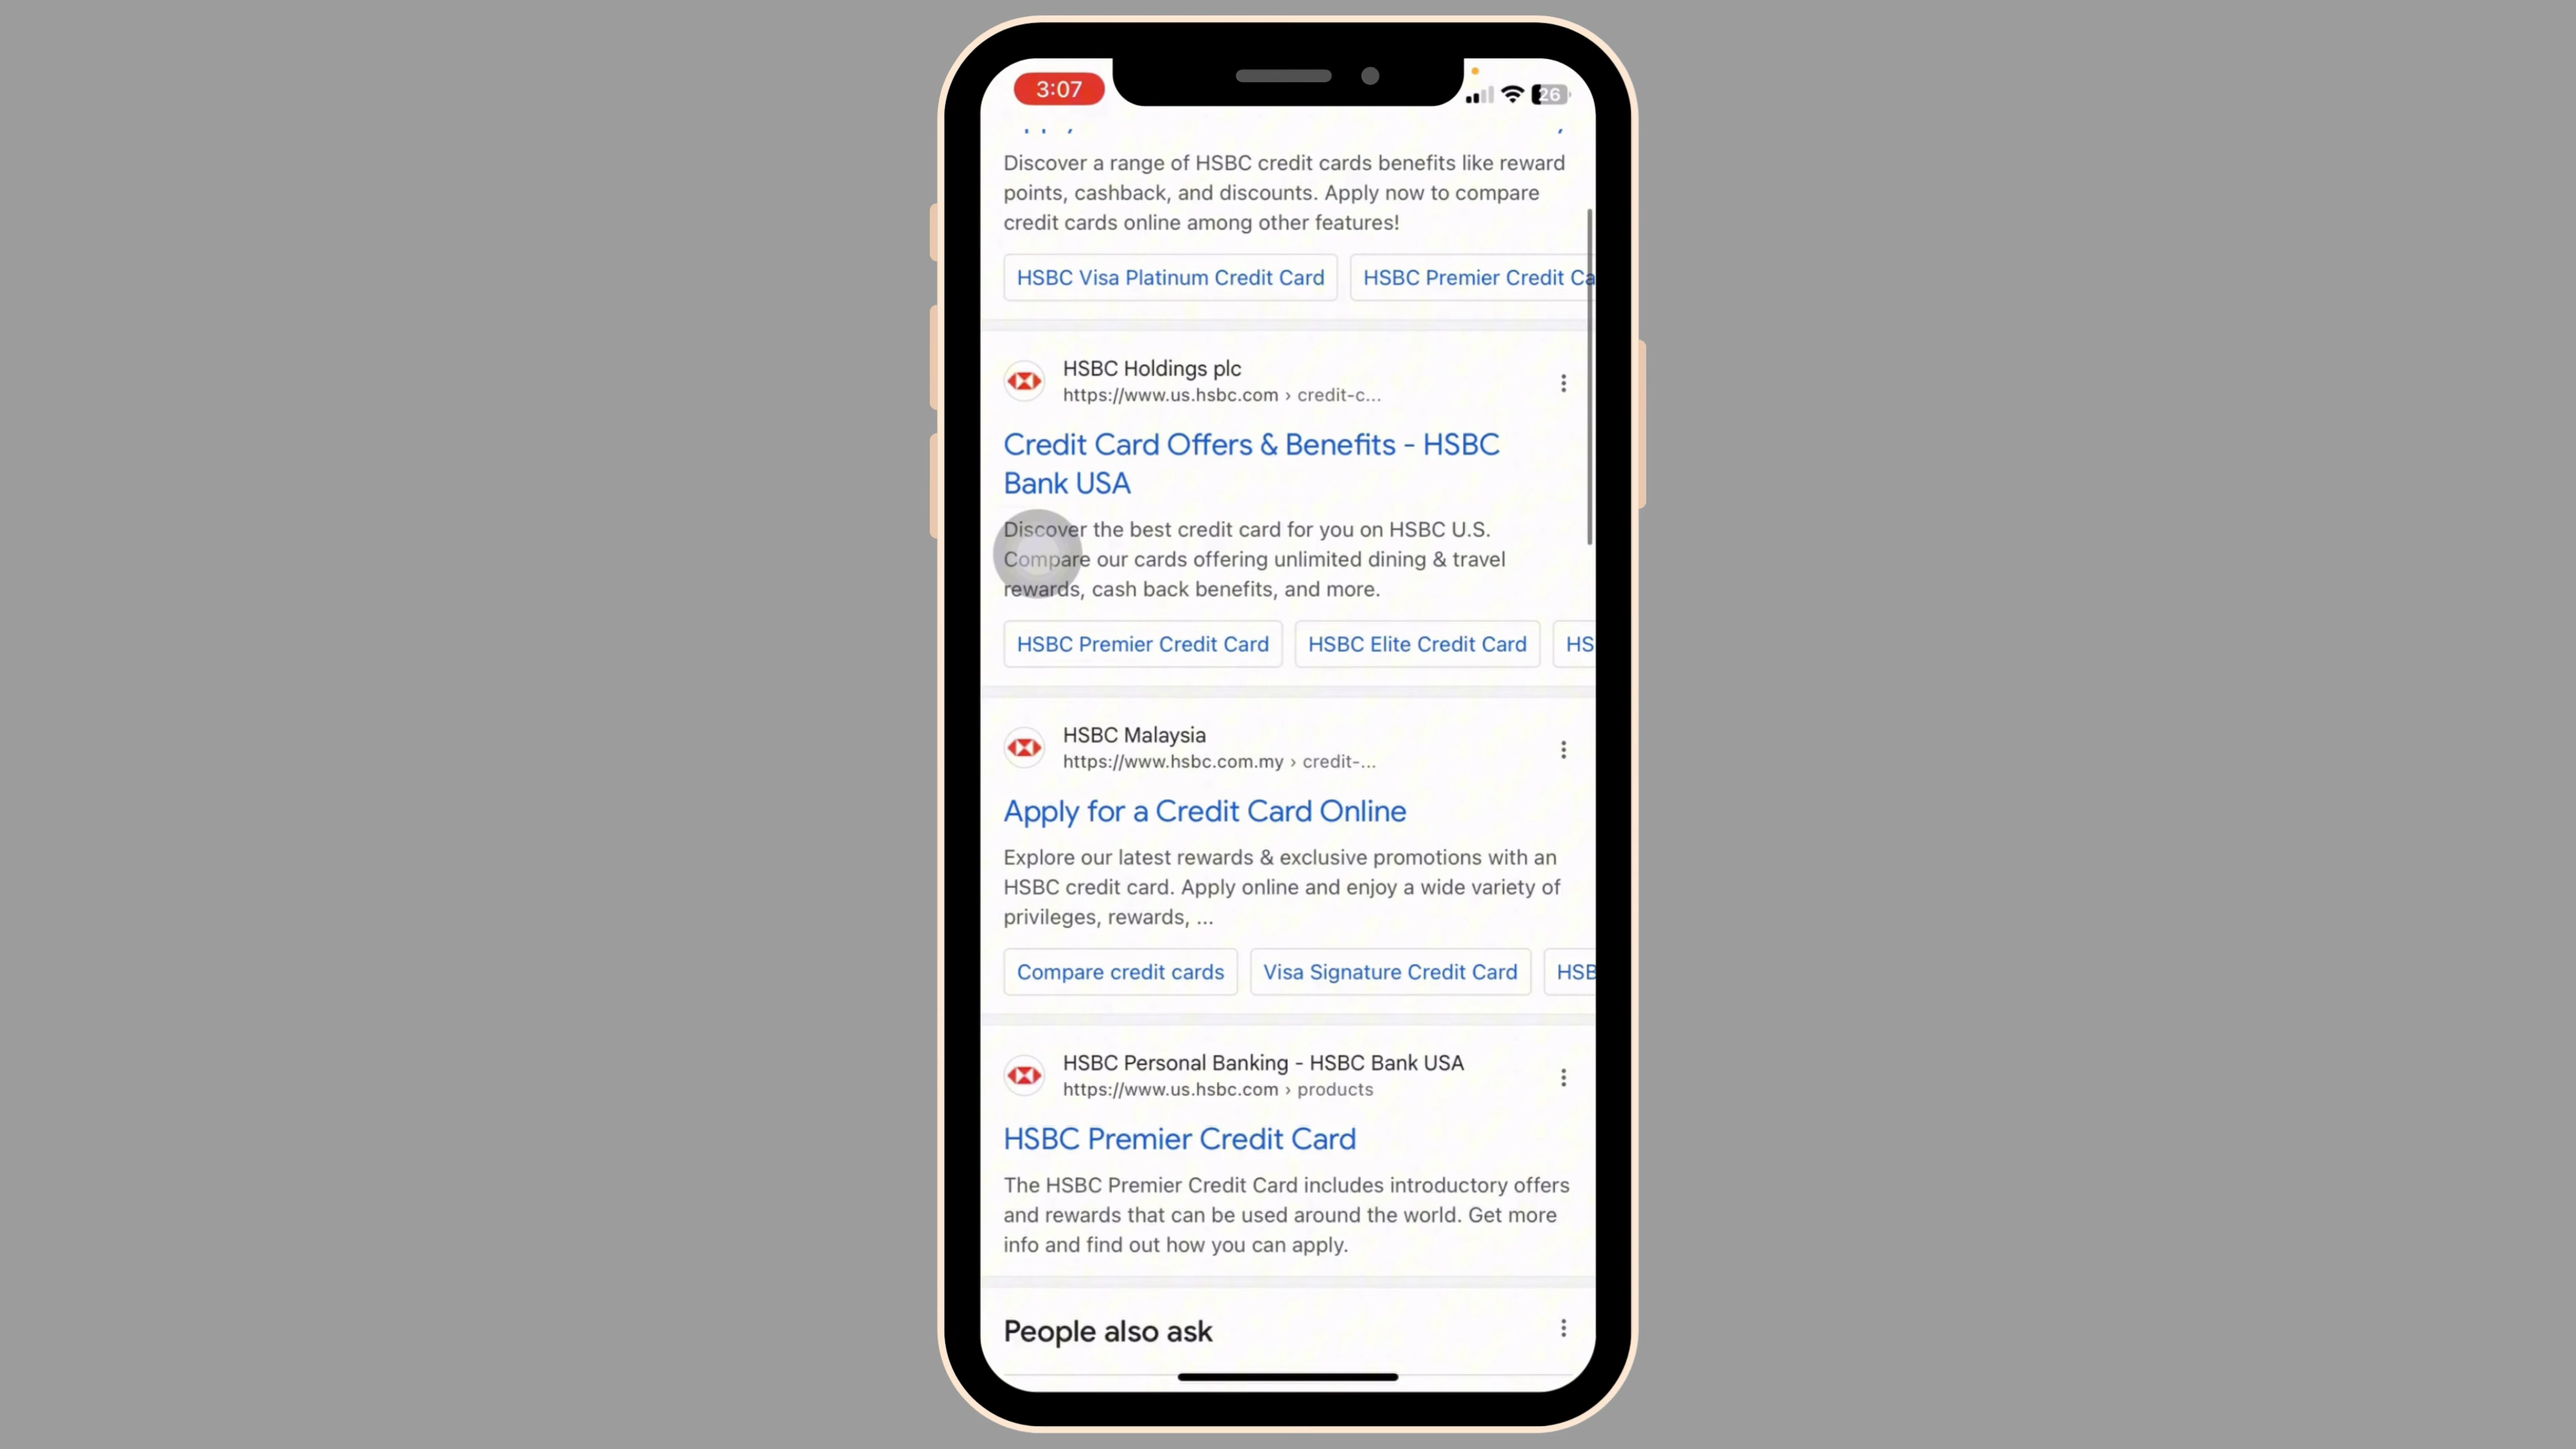 3:07
26
Discover a range of HSBC credit cards benefits like reward
points, cashback, and discounts. Apply now to compare
credit cards online among other features!
HSBC Visa Platinum Credit Card
HSBC Premier Credit Ca
HSBC Holdings plc
https://www.us.hsbc.com › credit-c...
Credit Card Offers & Benefits - HSBC
Bank USA
Discover the best credit card for you on HSBC U.S.
Compare our cards offering unlimited dining & travel
rewards, cash back benefits, and more.
HSBC Premier Credit Card
HSBC Elite Credit Card
HS
HSBC Malaysia
https://www.hsbc.com.my › credit-...
Apply for a Credit Card Online
Explore our latest rewards & exclusive promotions with an
HSBC credit card. Apply online and enjoy a wide variety of
privileges, rewards, ...
Compare credit cards
Visa Signature Credit Card
HSB
HSBC Personal Banking - HSBC Bank USA
https://www.us.hsbc.com › products
HSBC Premier Credit Card
The HSBC Premier Credit Card includes introductory offers
and rewards that can be used around the world. Get more
info and find out how you can apply.
People also ask